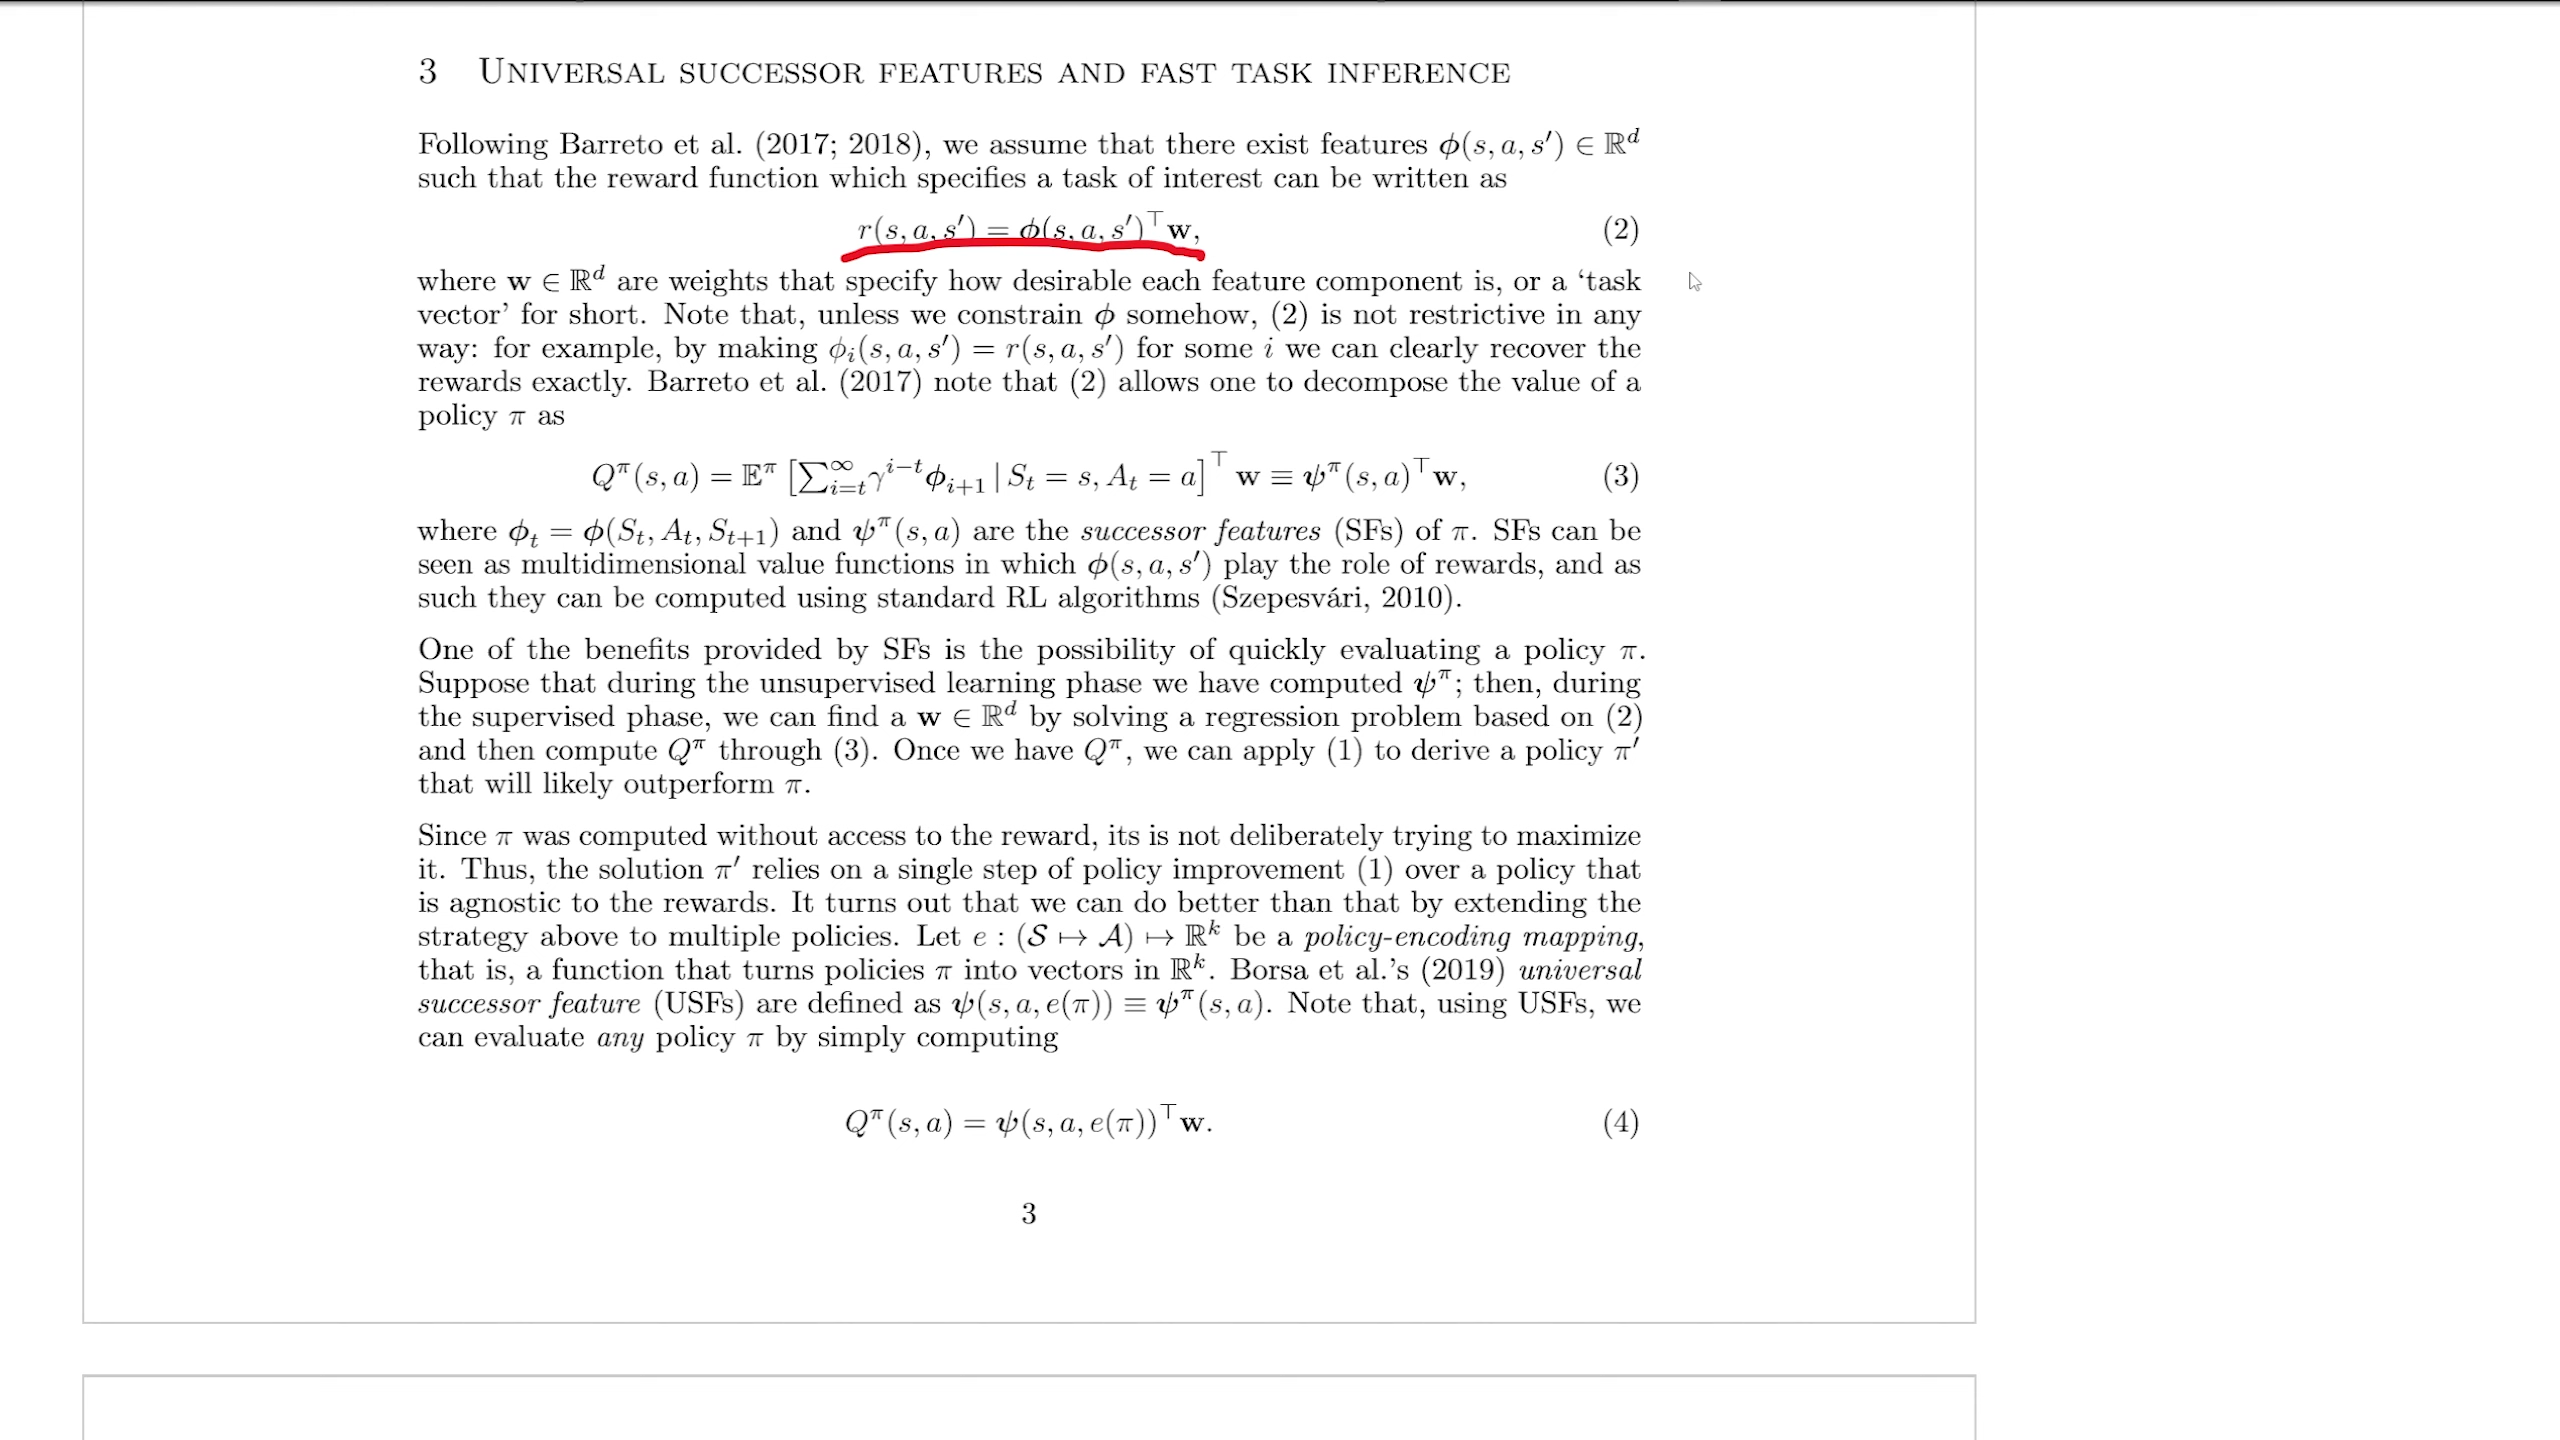 3 UNIVERSAL SUCCESSOR FEATURES AND FAST TASK INFERENCE
Following Barreto et al. (2017; 2018), we assume that there exist features ϕ(s, a, s′) ∈ ℝᵈ
such that the reward function which specifies a task of interest can be written as
r(s, a, s′) = ϕ(s, a, s′)⊤w, (2)
where w ∈ ℝᵈ are weights that specify how desirable each feature component is, or a ‘task
vector’ for short. Note that, unless we constrain ϕ somehow, (2) is not restrictive in any
way: for example, by making ϕᵢ(s, a, s′) = r(s, a, s′) for some i we can clearly recover the
rewards exactly. Barreto et al. (2017) note that (2) allows one to decompose the value of a
policy π as
Q^π(s, a) = 𝔼^π [∑_{i=t}^∞ γ^{i−t} ϕ_{i+1} | S_t = s, A_t = a]^⊤ w ≡ ψ^π(s, a)^⊤w, (3)
where ϕ_t = ϕ(S_t, A_t, S_{t+1}) and ψ^π(s, a) are the successor features (SFs) of π. SFs can be
seen as multidimensional value functions in which ϕ(s, a, s′) play the role of rewards, and as
such they can be computed using standard RL algorithms (Szepesvári, 2010).
One of the benefits provided by SFs is the possibility of quickly evaluating a policy π.
Suppose that during the unsupervised learning phase we have computed ψ^π; then, during
the supervised phase, we can find a w ∈ ℝᵈ by solving a regression problem based on (2)
and then compute Q^π through (3). Once we have Q^π, we can apply (1) to derive a policy π′
that will likely outperform π.
Since π was computed without access to the reward, its is not deliberately trying to maximize
it. Thus, the solution π′ relies on a single step of policy improvement (1) over a policy that
is agnostic to the rewards. It turns out that we can do better than that by extending the
strategy above to multiple policies. Let e : (𝒮 ↦ 𝒜) ↦ ℝᵏ be a policy-encoding mapping,
that is, a function that turns policies π into vectors in ℝᵏ. Borsa et al.’s (2019) universal
successor feature (USFs) are defined as ψ(s, a, e(π)) ≡ ψ^π(s, a). Note that, using USFs, we
can evaluate any policy π by simply computing
Q^π(s, a) = ψ(s, a, e(π))^⊤w. (4)
3